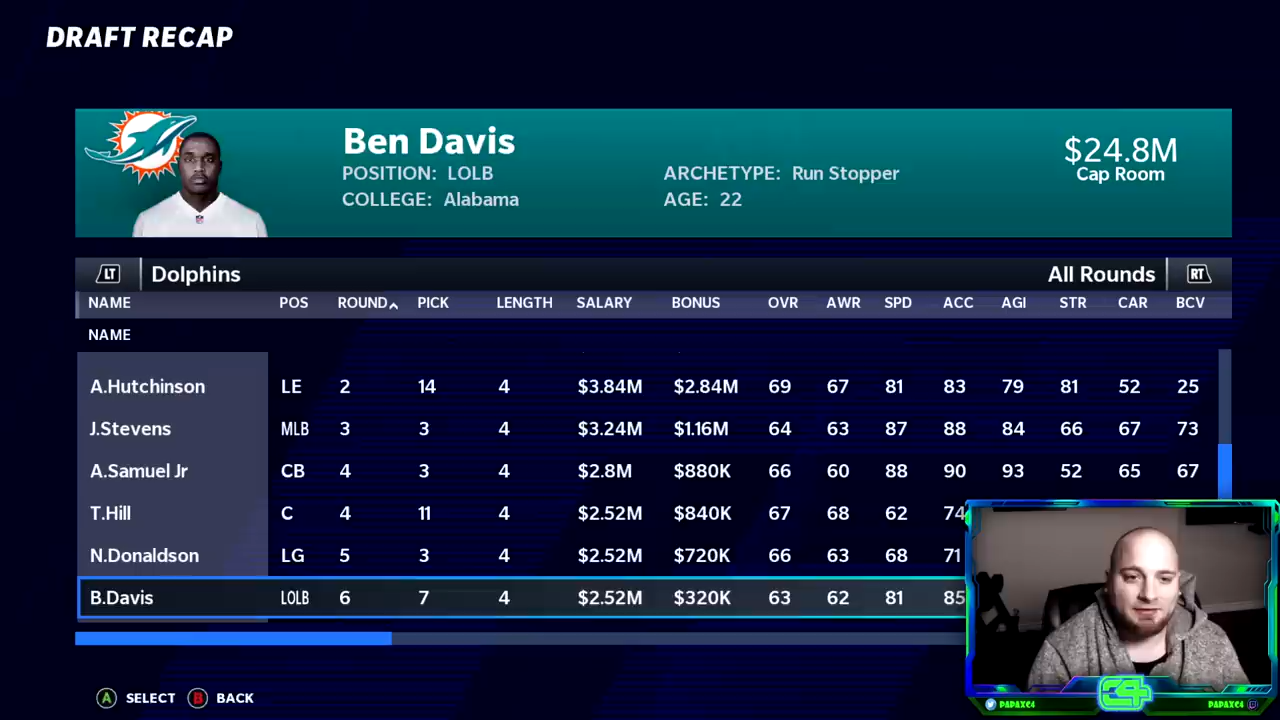 DRAFT RECAP
Ben Davis
POSITION: LOLB
ARCHETYPE: Run Stopper
COLLEGE: Alabama
AGE: 22
$24.8M
Cap Room
LT Dolphins All Rounds RT
NAME POS ROUND PICK LENGTH SALARY BONUS OVR AWR SPD ACC AGI STR CAR BCV
NAME
A.Hutchinson LE 2 14 4 $3.84M $2.84M 69 67 81 83 79 81 52 25
J.Stevens MLB 3 3 4 $3.24M $1.16M 64 63 87 88 84 66 67 73
A.Samuel Jr CB 4 3 4 $2.8M $880K 66 60 88 90 93 52 65 67
T.Hill C 4 11 4 $2.52M $840K 67 68 62 74
N.Donaldson LG 5 3 4 $2.52M $720K 66 63 68 71
B.Davis LOLB 6 7 4 $2.52M $320K 63 62 81 85
A SELECT B BACK
PAPAXC4 C4 PAPAXC4